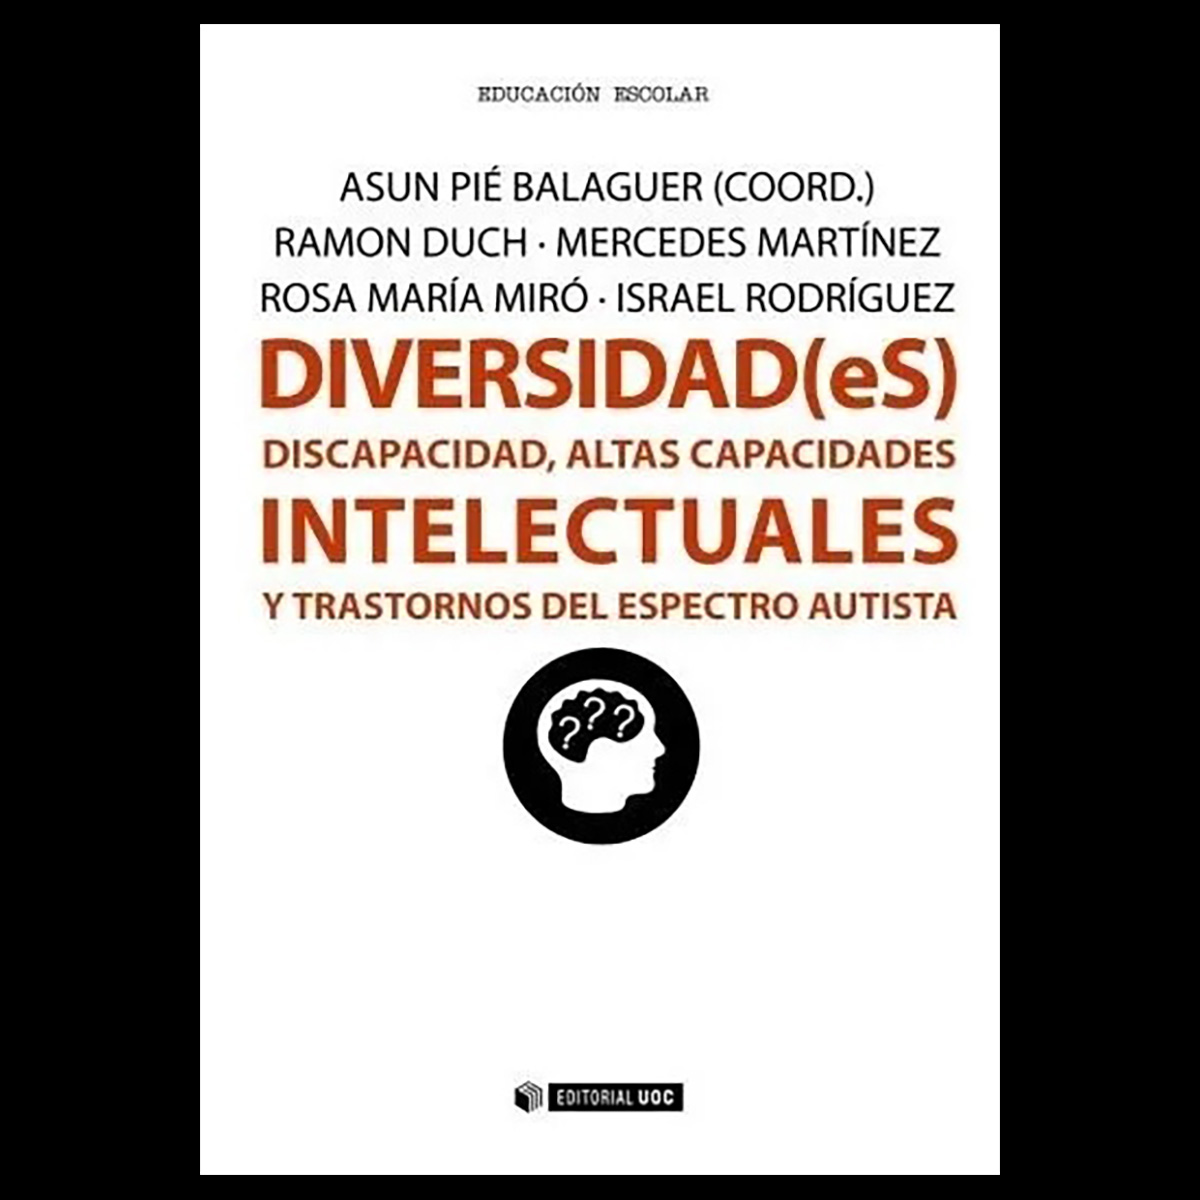 EDUCACIÓN ESCOLAR
ASUN PIÉ BALAGUER (COORD.)
RAMON DUCH · MERCEDES MARTÍNEZ
ROSA MARÍA MIRÓ · ISRAEL RODRÍGUEZ
DIVERSIDAD(eS)
DISCAPACIDAD, ALTAS CAPACIDADES
INTELECTUALES
Y TRASTORNOS DEL ESPECTRO AUTISTA
? ? ?
EDITORIAL UOC